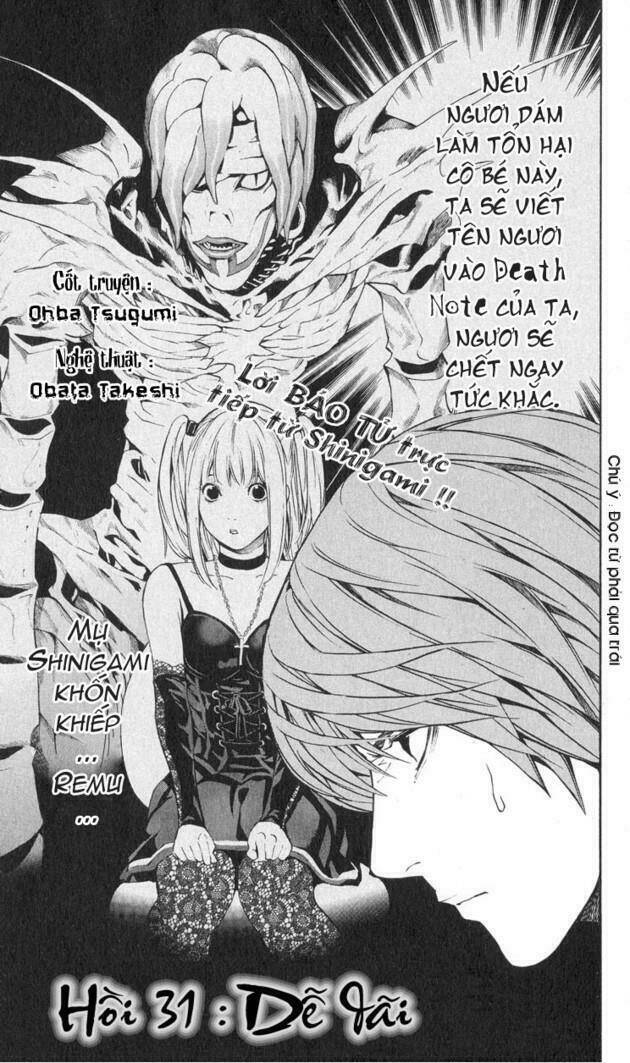 NẾU
NGƯƠI DÁM
LÀM TỔN HẠI
CÔ BÉ NÀY,
TA SẼ VIẾT
TÊN NGƯƠI
VÀO Death
Note CỦA TA,
NGƯƠI SẼ
CHẾT NGAY
TỨC KHẮC.
Cốt truyện :
Ohba Tsugumi
Nghệ thuật :
Obata Takeshi
Lời BÁO TỬ trực
tiếp từ Shinigami !!
MỤ
SHINIGAMI
KHỐN
KHIẾP
...
REMU
...
Chú ý : Đọc từ phải qua trái
Hồi 31 : Dễ dãi